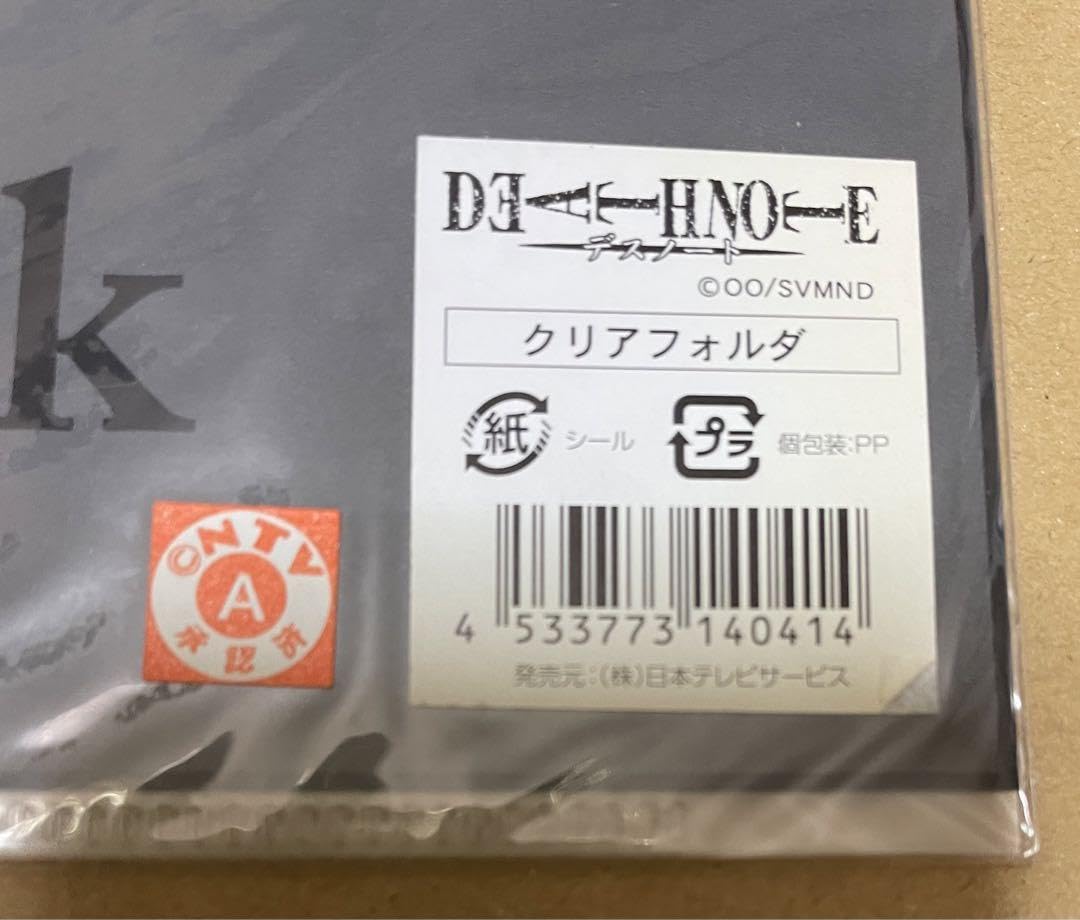 k
DEATH NOTE
デスノート
©OO/SVMND
クリアフォルダ
紙 シール プラ 個包装:PP
©NTV
A
承認済
4 533773 140414
発売元:(株)日本テレビサービス